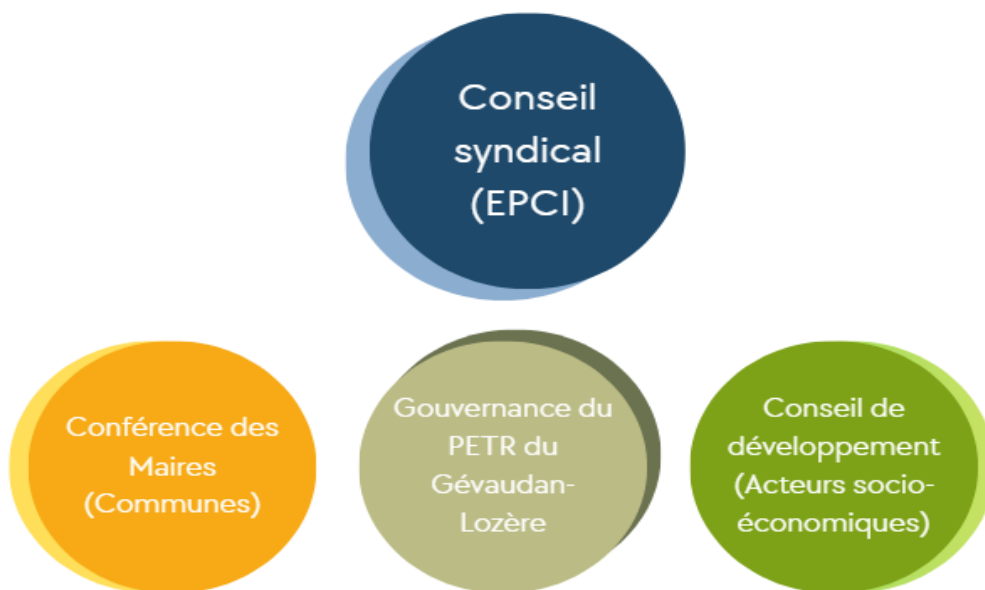 Conseil
syndical
(EPCI)
Conférence des
Maires
(Communes)
Gouvernance du
PETR du
Gévaudan-
Lozère
Conseil de
développement
(Acteurs socio-
économiques)